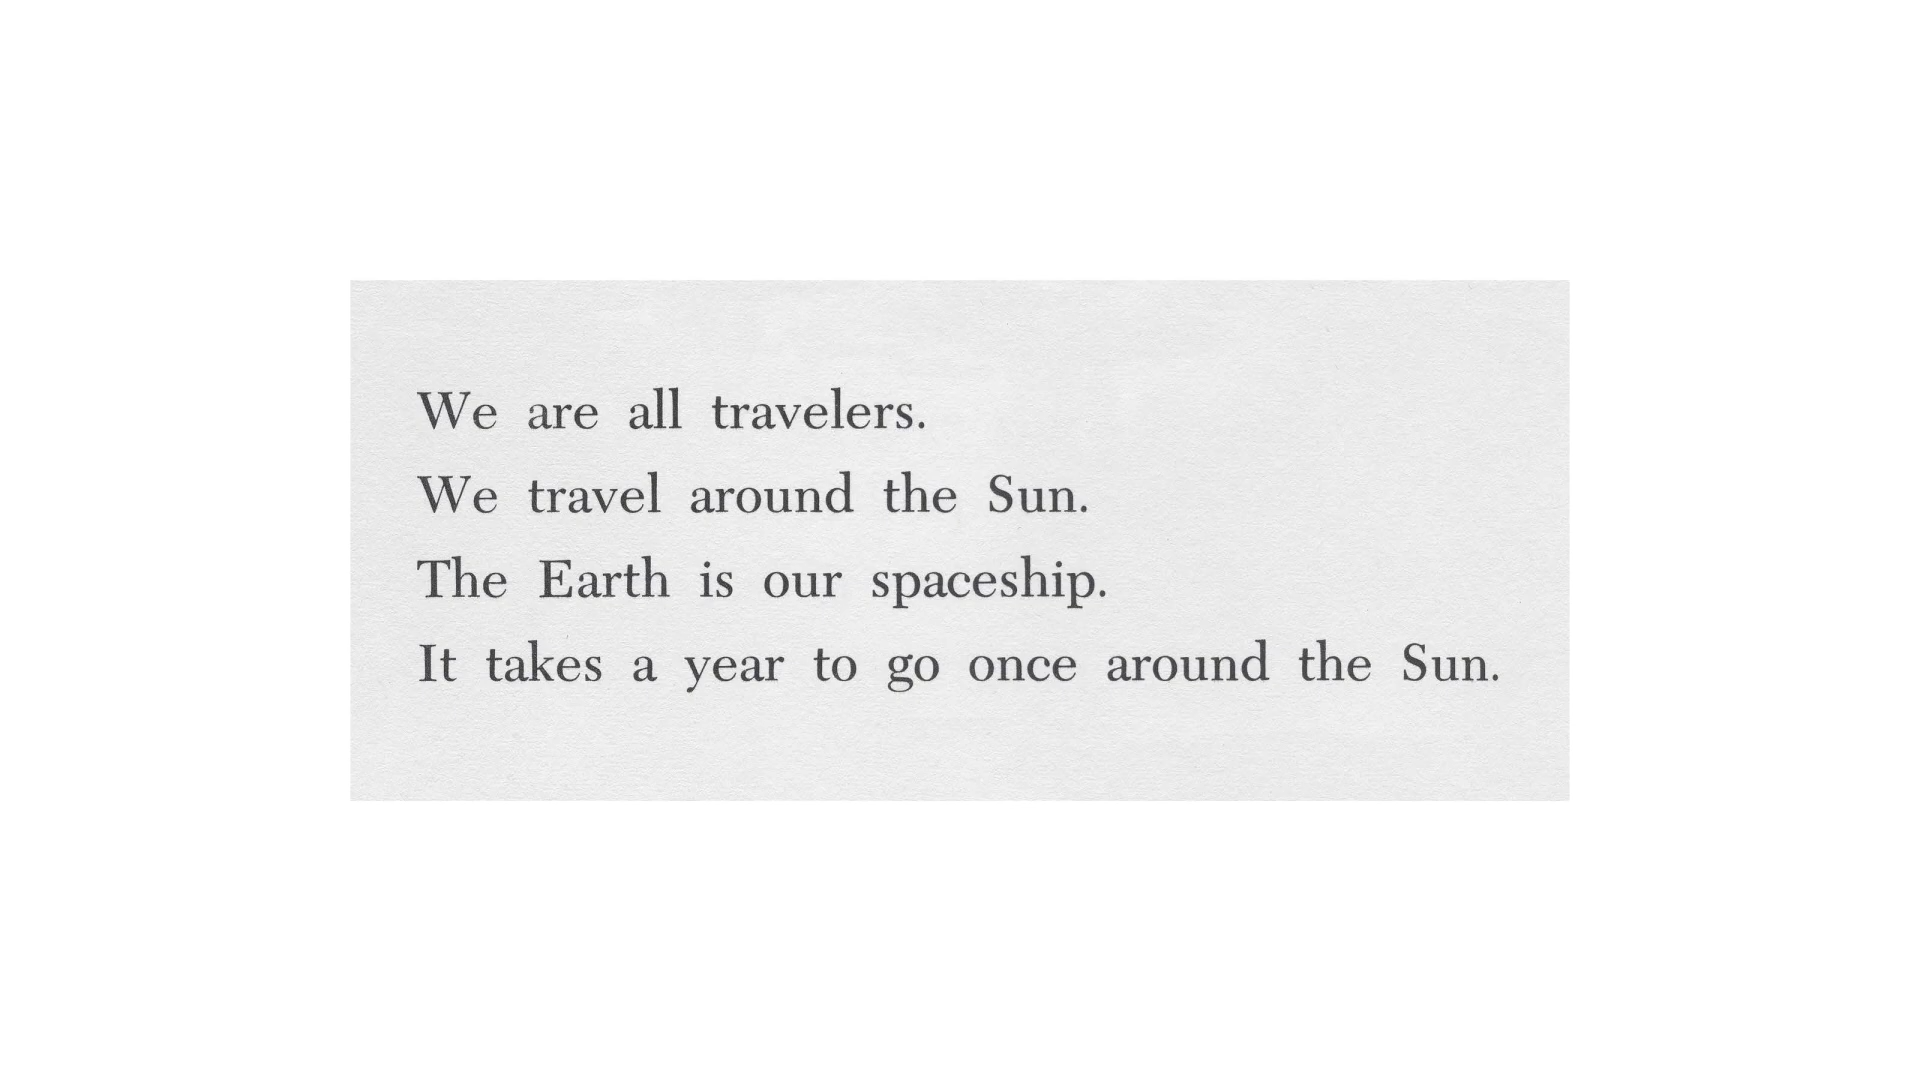 We are all travelers.
We travel around the Sun.
The Earth is our spaceship.
It takes a year to go once around the Sun.